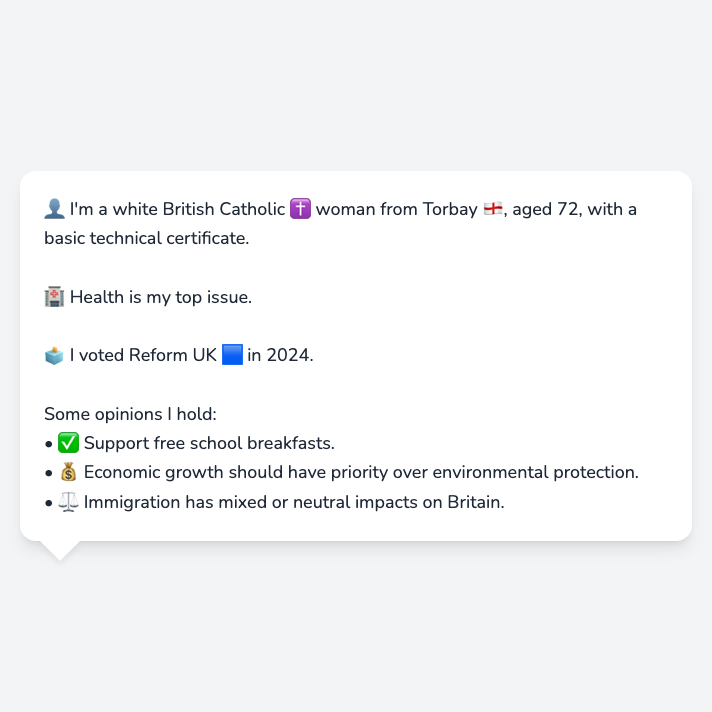 👤 I'm a white British Catholic ✝️ woman from Torbay 🏴󠁧󠁢󠁥󠁮󠁧󠁿, aged 72, with a
basic technical certificate.
🏥 Health is my top issue.
🗳️ I voted Reform UK 🟦 in 2024.
Some opinions I hold:
• ✅ Support free school breakfasts.
• 💰 Economic growth should have priority over environmental protection.
• ⚖️ Immigration has mixed or neutral impacts on Britain.